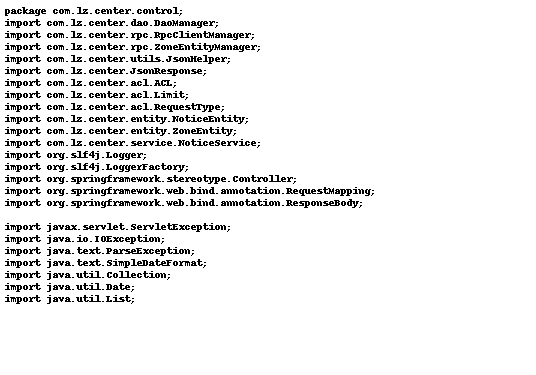 package com.lz.center.control;
import com.lz.center.dao.DaoManager;
import com.lz.center.rpc.RpcClientManager;
import com.lz.center.rpc.ZoneEntityManager;
import com.lz.center.utils.JsonHelper;
import com.lz.center.JsonResponse;
import com.lz.center.acl.ACL;
import com.lz.center.acl.Limit;
import com.lz.center.acl.RequestType;
import com.lz.center.entity.NoticeEntity;
import com.lz.center.entity.ZoneEntity;
import com.lz.center.service.NoticeService;
import org.slf4j.Logger;
import org.slf4j.LoggerFactory;
import org.springframework.stereotype.Controller;
import org.springframework.web.bind.annotation.RequestMapping;
import org.springframework.web.bind.annotation.ResponseBody;
import javax.servlet.ServletException;
import java.io.IOException;
import java.text.ParseException;
import java.text.SimpleDateFormat;
import java.util.Collection;
import java.util.Date;
import java.util.List;